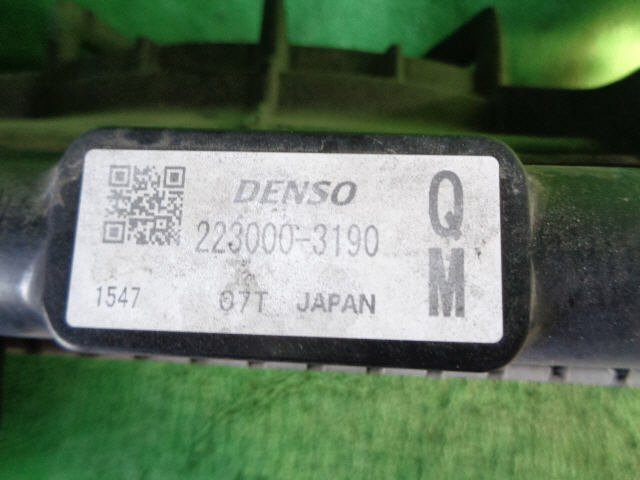 DENSO
223000-3190
1547 07T JAPAN
Q
M